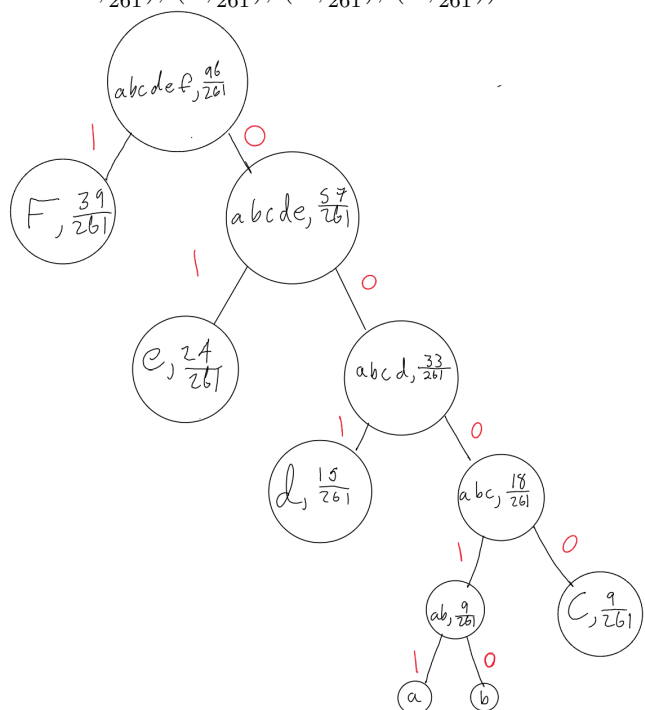 abcdef, 96/261
1
0
F, 39/261
abcde, 57/261
1
0
e, 24/261
abcd, 33/261
1
0
d, 15/261
abc, 18/261
1
0
ab, 9/261
C, 9/261
1
0
a
b